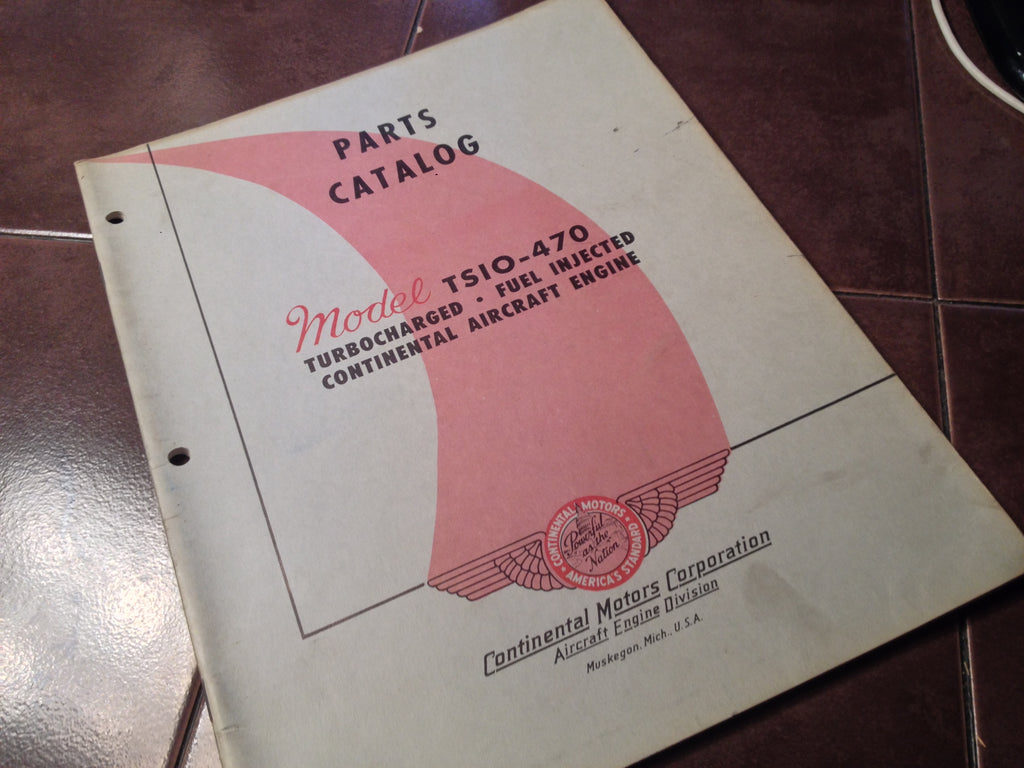 PARTS
CATALOG
Model TSIO-470
TURBOCHARGED • FUEL INJECTED
CONTINENTAL AIRCRAFT ENGINE
CONTINENTAL MOTORS
Powerful
as the
Nation
AMERICA'S STANDARD
Continental Motors Corporation
Aircraft Engine Division
Muskegon, Mich., U.S.A.